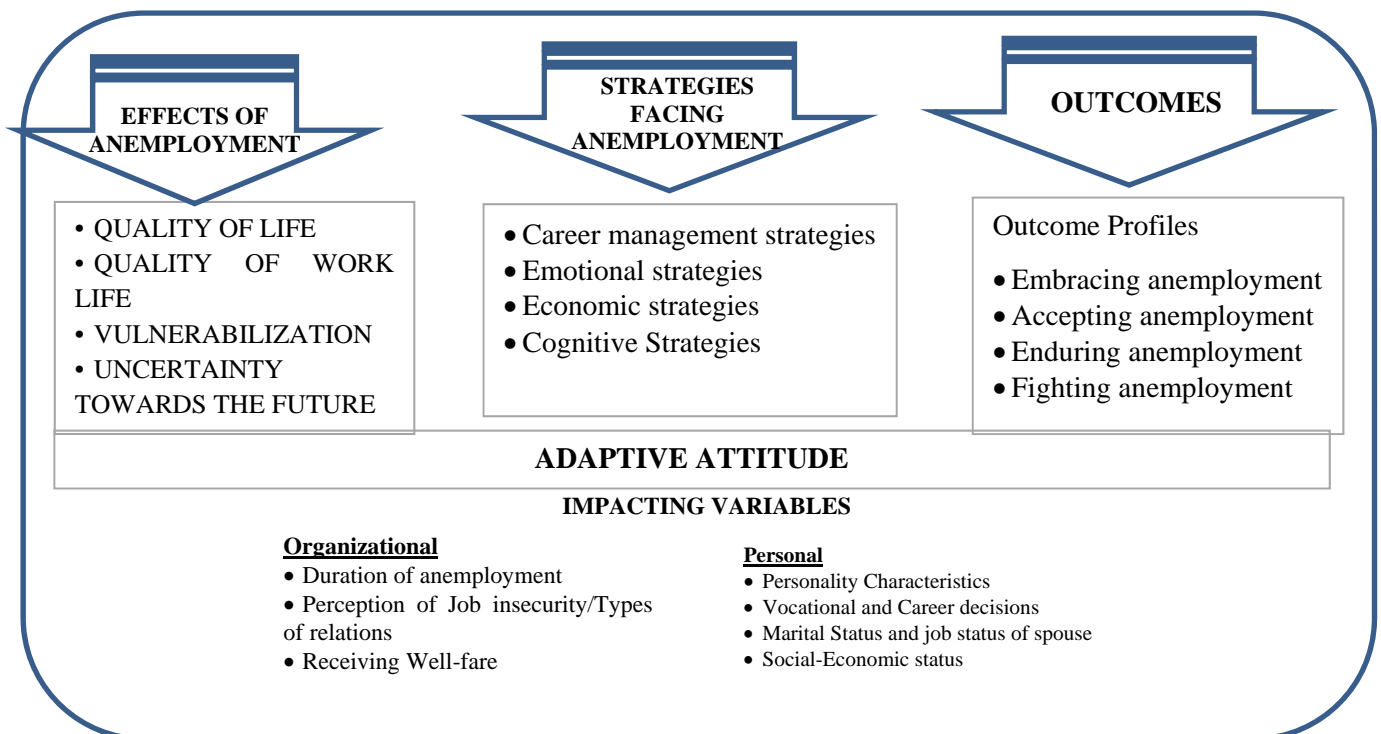 EFFECTS OF
ANEMPLOYMENT
• QUALITY OF LIFE
• QUALITY OF WORK
LIFE
• VULNERABILIZATION
• UNCERTAINTY
TOWARDS THE FUTURE
STRATEGIES
FACING
ANEMPLOYMENT
• Career management strategies
• Emotional strategies
• Economic strategies
• Cognitive Strategies
OUTCOMES
Outcome Profiles
• Embracing anemployment
• Accepting anemployment
• Enduring anemployment
• Fighting anemployment
ADAPTIVE ATTITUDE
IMPACTING VARIABLES
Organizational
• Duration of anemployment
• Perception of Job insecurity/Types
of relations
• Receiving Well-fare
Personal
• Personality Characteristics
• Vocational and Career decisions
• Marital Status and job status of spouse
• Social-Economic status